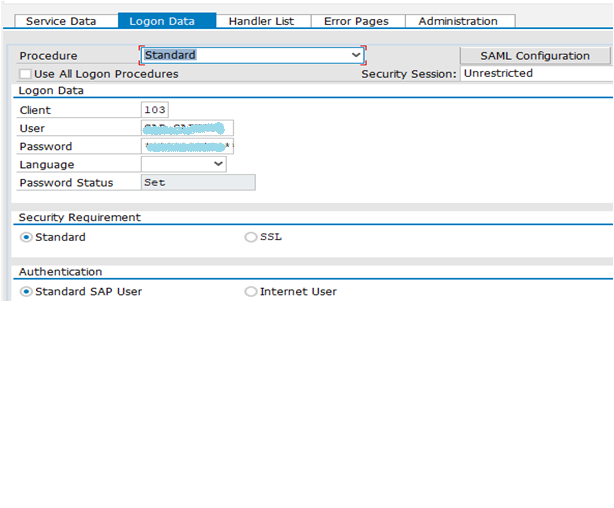 Service Data Logon Data Handler List Error Pages Administration
Procedure Standard SAML Configuration
Use All Logon Procedures Security Session: Unrestricted
Logon Data
Client 103
User
Password
Language
Password Status Set
Security Requirement
Standard SSL
Authentication
Standard SAP User Internet User